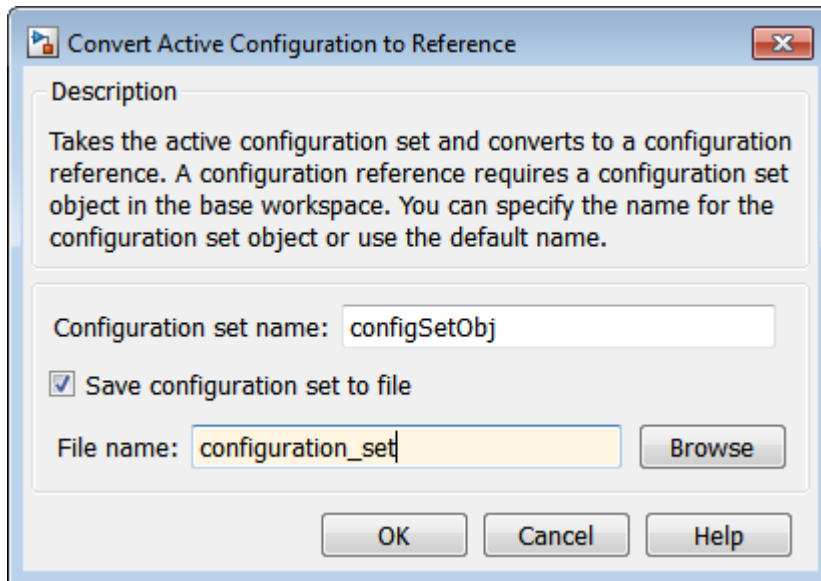 Convert Active Configuration to Reference
Description
Takes the active configuration set and converts to a configuration
reference. A configuration reference requires a configuration set
object in the base workspace. You can specify the name for the
configuration set object or use the default name.
Configuration set name: configSetObj
Save configuration set to file
File name: configuration_set Browse
OK Cancel Help